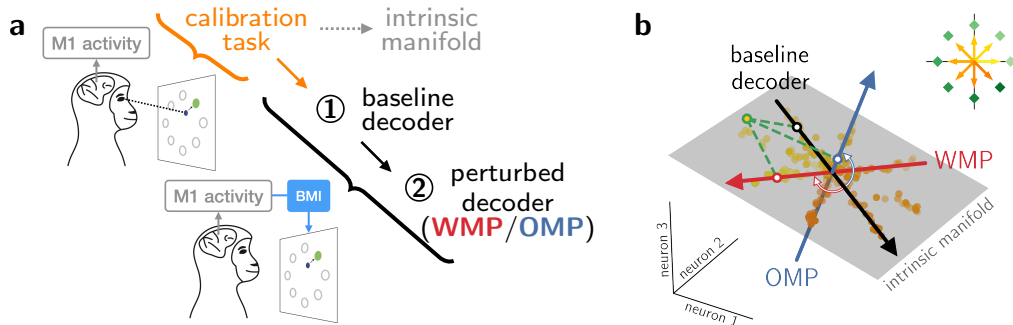 a
M1 activity
calibration
task
intrinsic
manifold
1
baseline
decoder
2
perturbed
decoder
(WMP/OMP)
M1 activity
BMI
b
baseline
decoder
WMP
OMP
intrinsic manifold
neuron 3
neuron 2
neuron 1